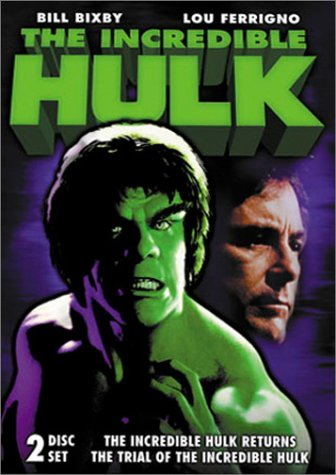 BILL BIXBY LOU FERRIGNO
THE INCREDIBLE
HULK
2 DISC SET THE INCREDIBLE HULK RETURNS
THE TRIAL OF THE INCREDIBLE HULK